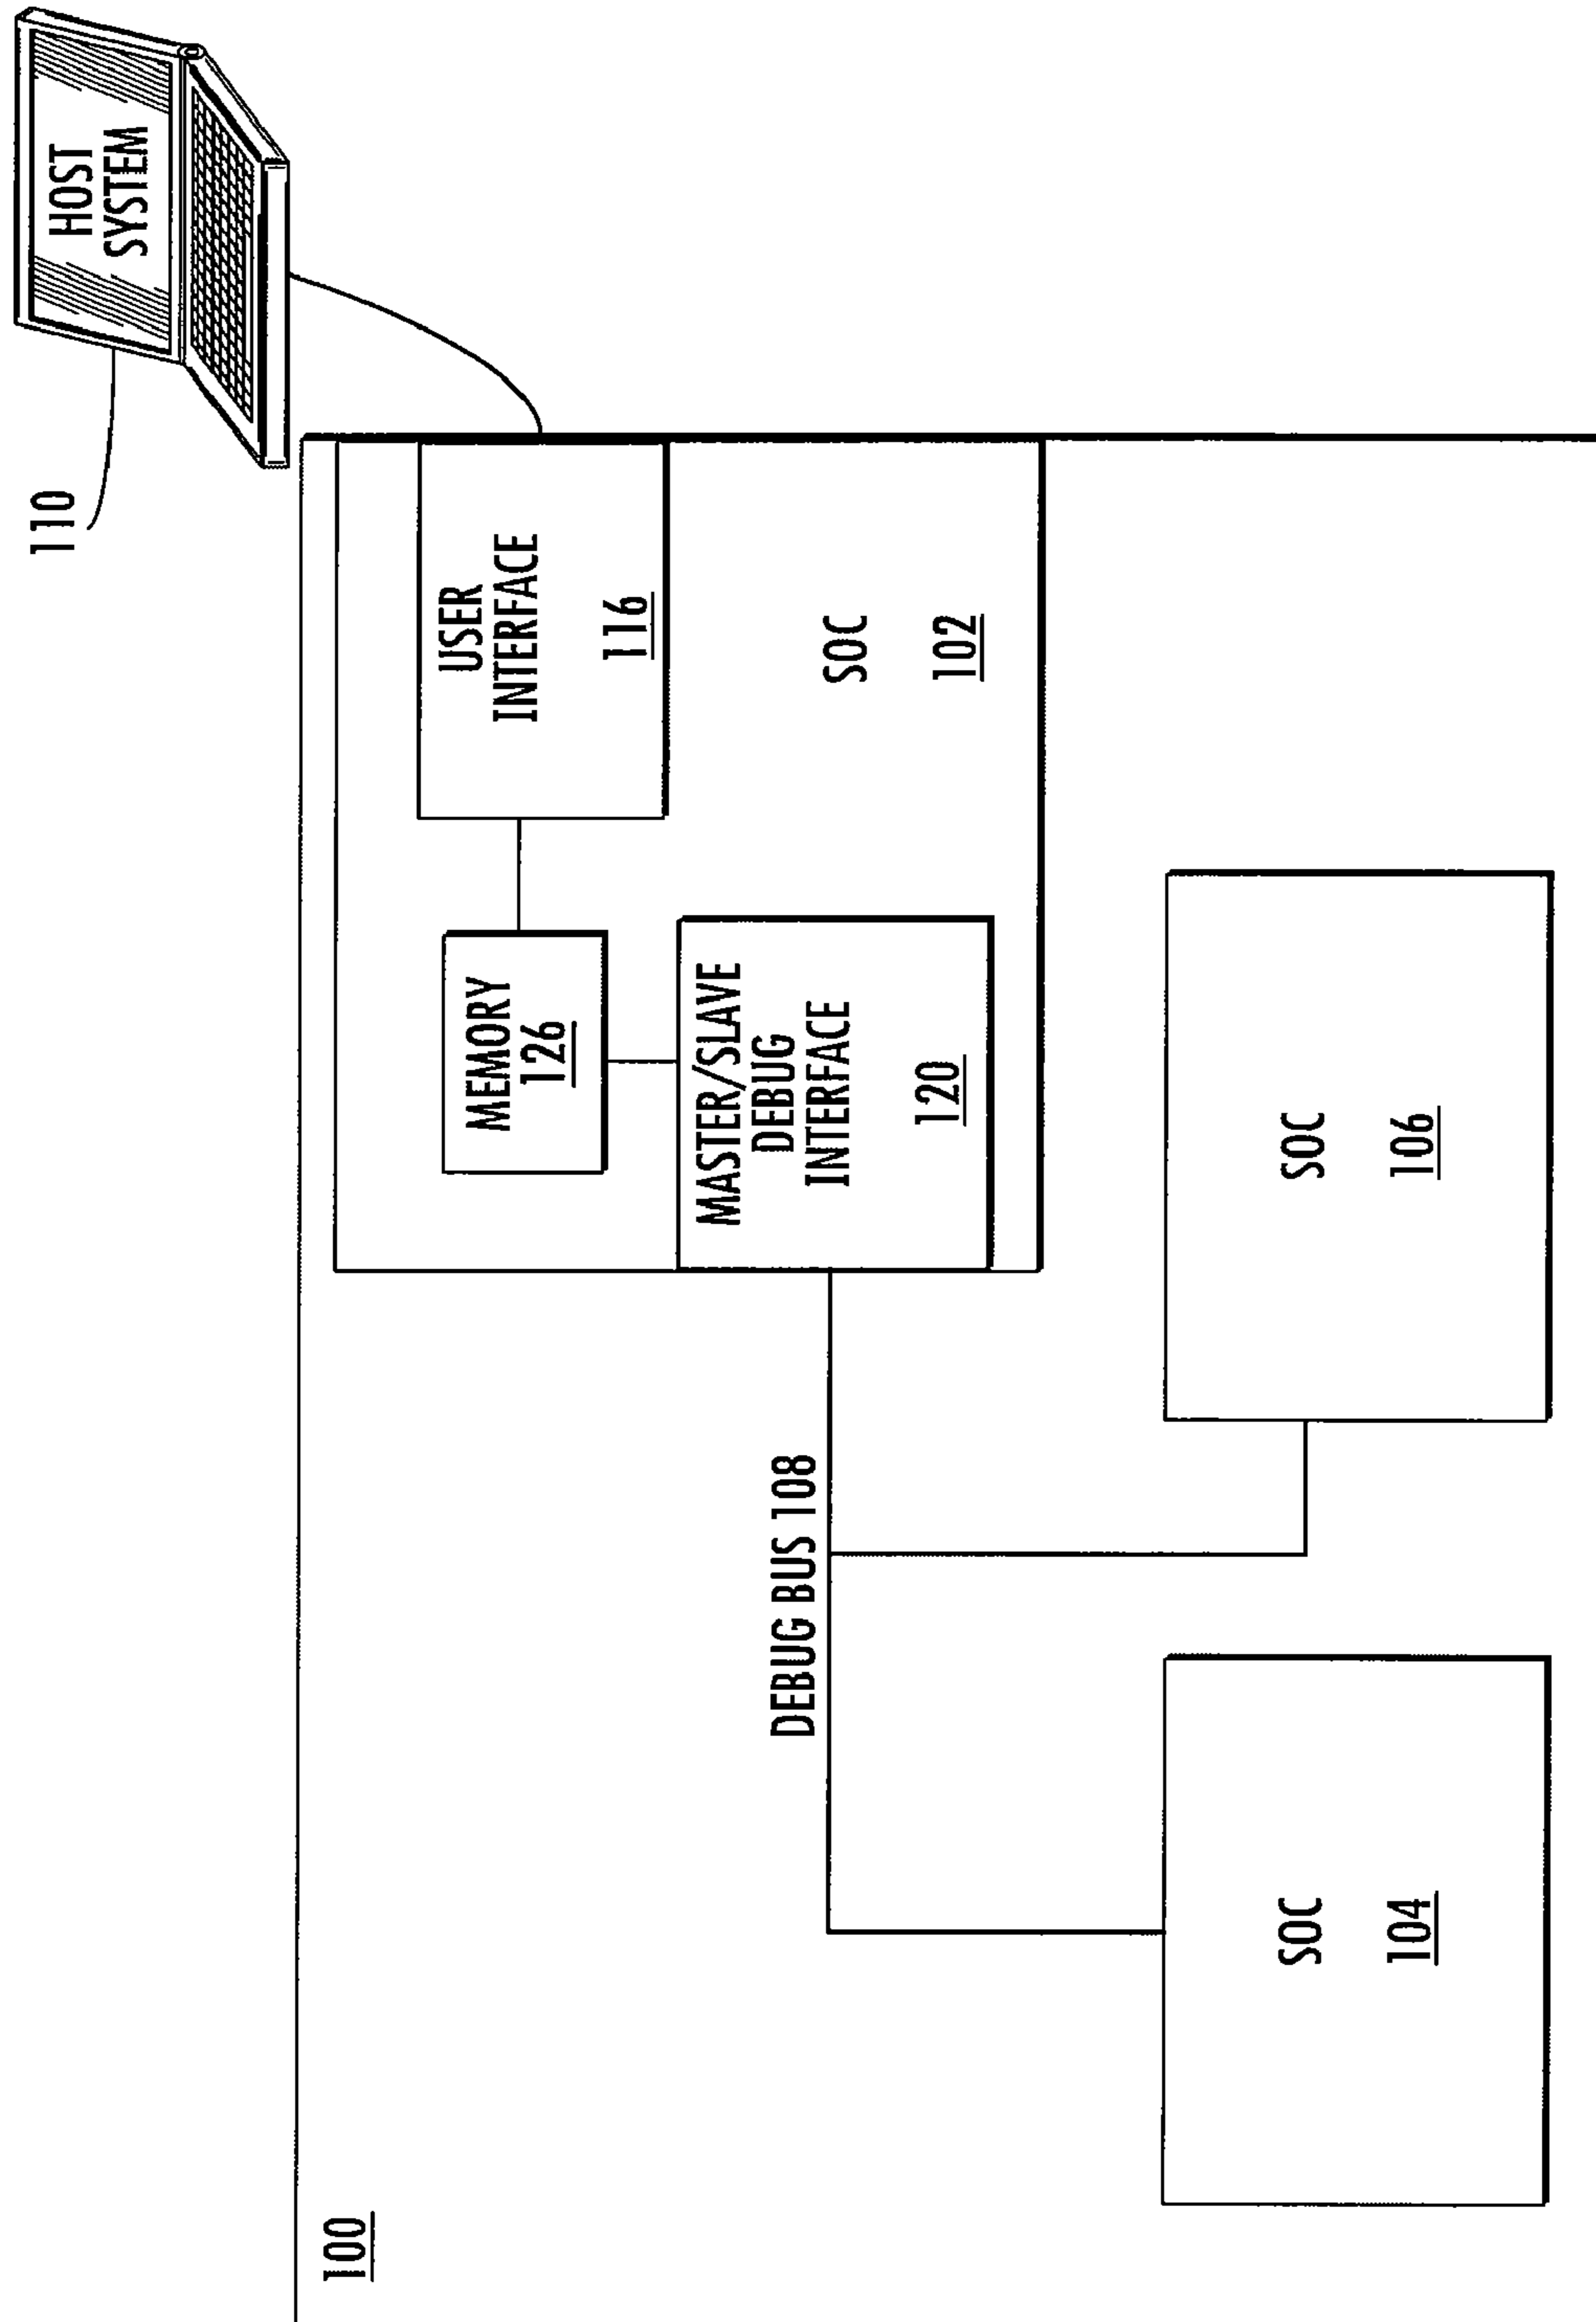 100
110
HOST
SYSTEM
MEMORY
126
USER
INTERFACE
116
MASTER/SLAVE
DEBUG
INTERFACE
120
SOC
102
DEBUG BUS 108
SOC
104
SOC
106